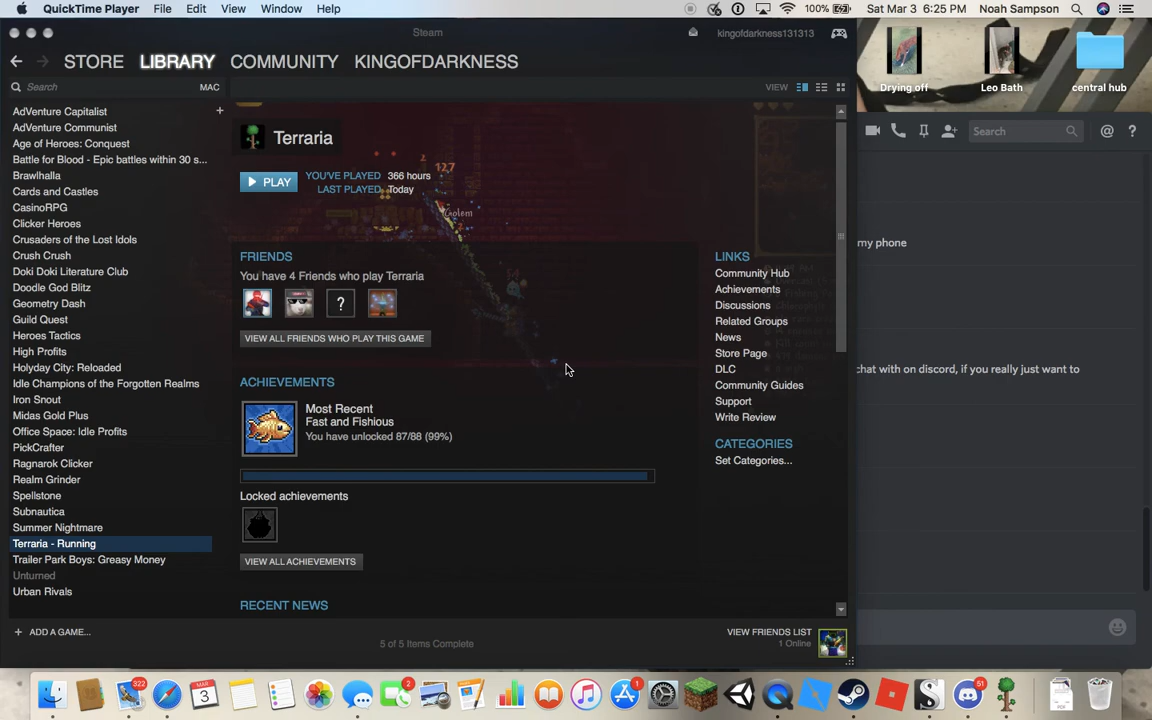 QuickTime Player File Edit View Window Help 100% Sat Mar 3 6:25 PM Noah Sampson
Steam
kingofdarkness131313
STORE LIBRARY COMMUNITY KINGOFDARKNESS
Search MAC
VIEW
AdVenture Capitalist
AdVenture Communist
Age of Heroes: Conquest
Battle for Blood - Epic battles within 30 s...
Brawlhalla
Cards and Castles
CasinoRPG
Clicker Heroes
Crusaders of the Lost Idols
Crush Crush
Doki Doki Literature Club
Doodle God Blitz
Geometry Dash
Guild Quest
Heroes Tactics
High Profits
Holyday City: Reloaded
Idle Champions of the Forgotten Realms
Iron Snout
Midas Gold Plus
Office Space: Idle Profits
PickCrafter
Ragnarok Clicker
Realm Grinder
Spellstone
Subnautica
Summer Nightmare
Terraria - Running
Trailer Park Boys: Greasy Money
Unturned
Urban Rivals
+ ADD A GAME...
Terraria
PLAY
YOU'VE PLAYED 366 hours
LAST PLAYED Today
127
Golem
FRIENDS
You have 4 Friends who play Terraria
?
VIEW ALL FRIENDS WHO PLAY THIS GAME
ACHIEVEMENTS
Most Recent
Fast and Fishious
You have unlocked 87/88 (99%)
Locked achievements
VIEW ALL ACHIEVEMENTS
RECENT NEWS
LINKS
Community Hub
Achievements
Discussions
Related Groups
News
Store Page
DLC
Community Guides
Support
Write Review
CATEGORIES
Set Categories...
5 of 5 Items Complete
VIEW FRIENDS LIST
1 Online
Drying off
Leo Bath
central hub
Search
@ ?
my phone
chat with on discord, if you really just want to
322
MAR
3
2
1
51